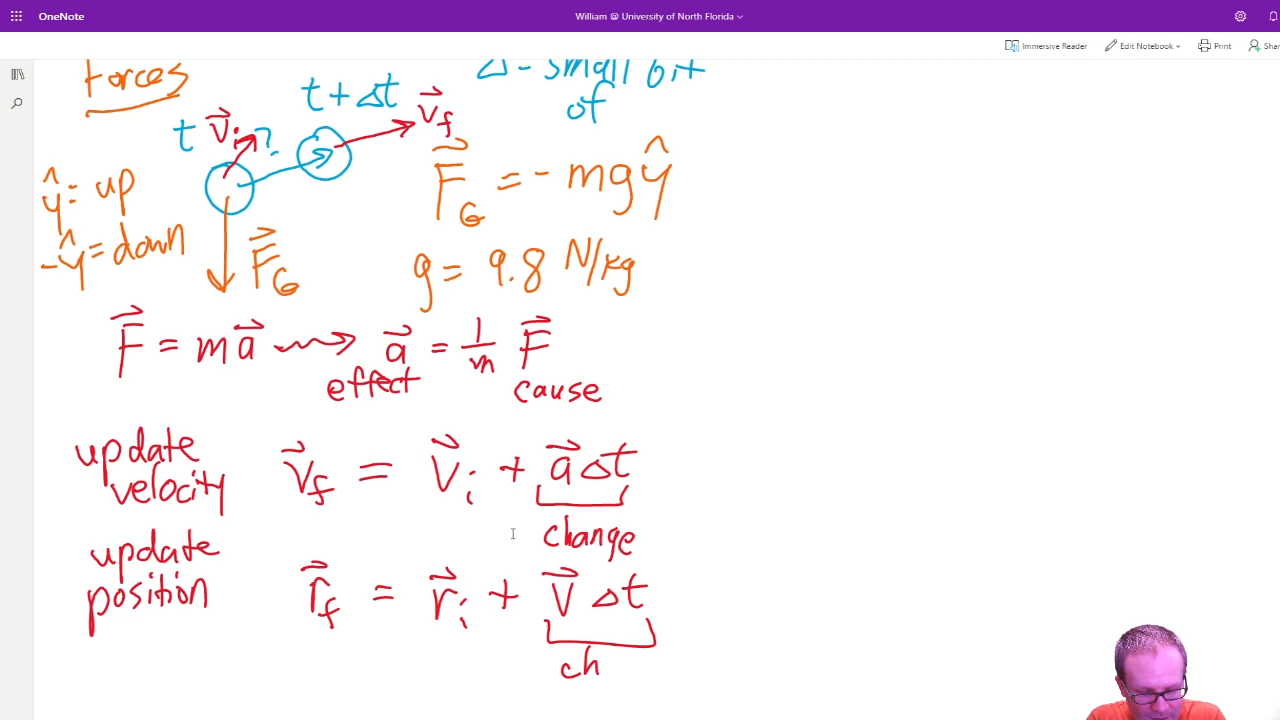 OneNote
William @ University of North Florida
Immersive Reader
Edit Notebook
Print
Forces
Δ - small bit of
t
t + Δt
v⃗i
?
v⃗f
ŷ = up
-ŷ = down
F⃗G
F⃗G = - mgŷ
g = 9.8 N/kg
F⃗ = ma⃗ ⟿ a⃗ = 1/m F⃗
effect
cause
update velocity
v⃗f = v⃗i + a⃗Δt
change
update position
r⃗f = r⃗i + v⃗Δt
ch